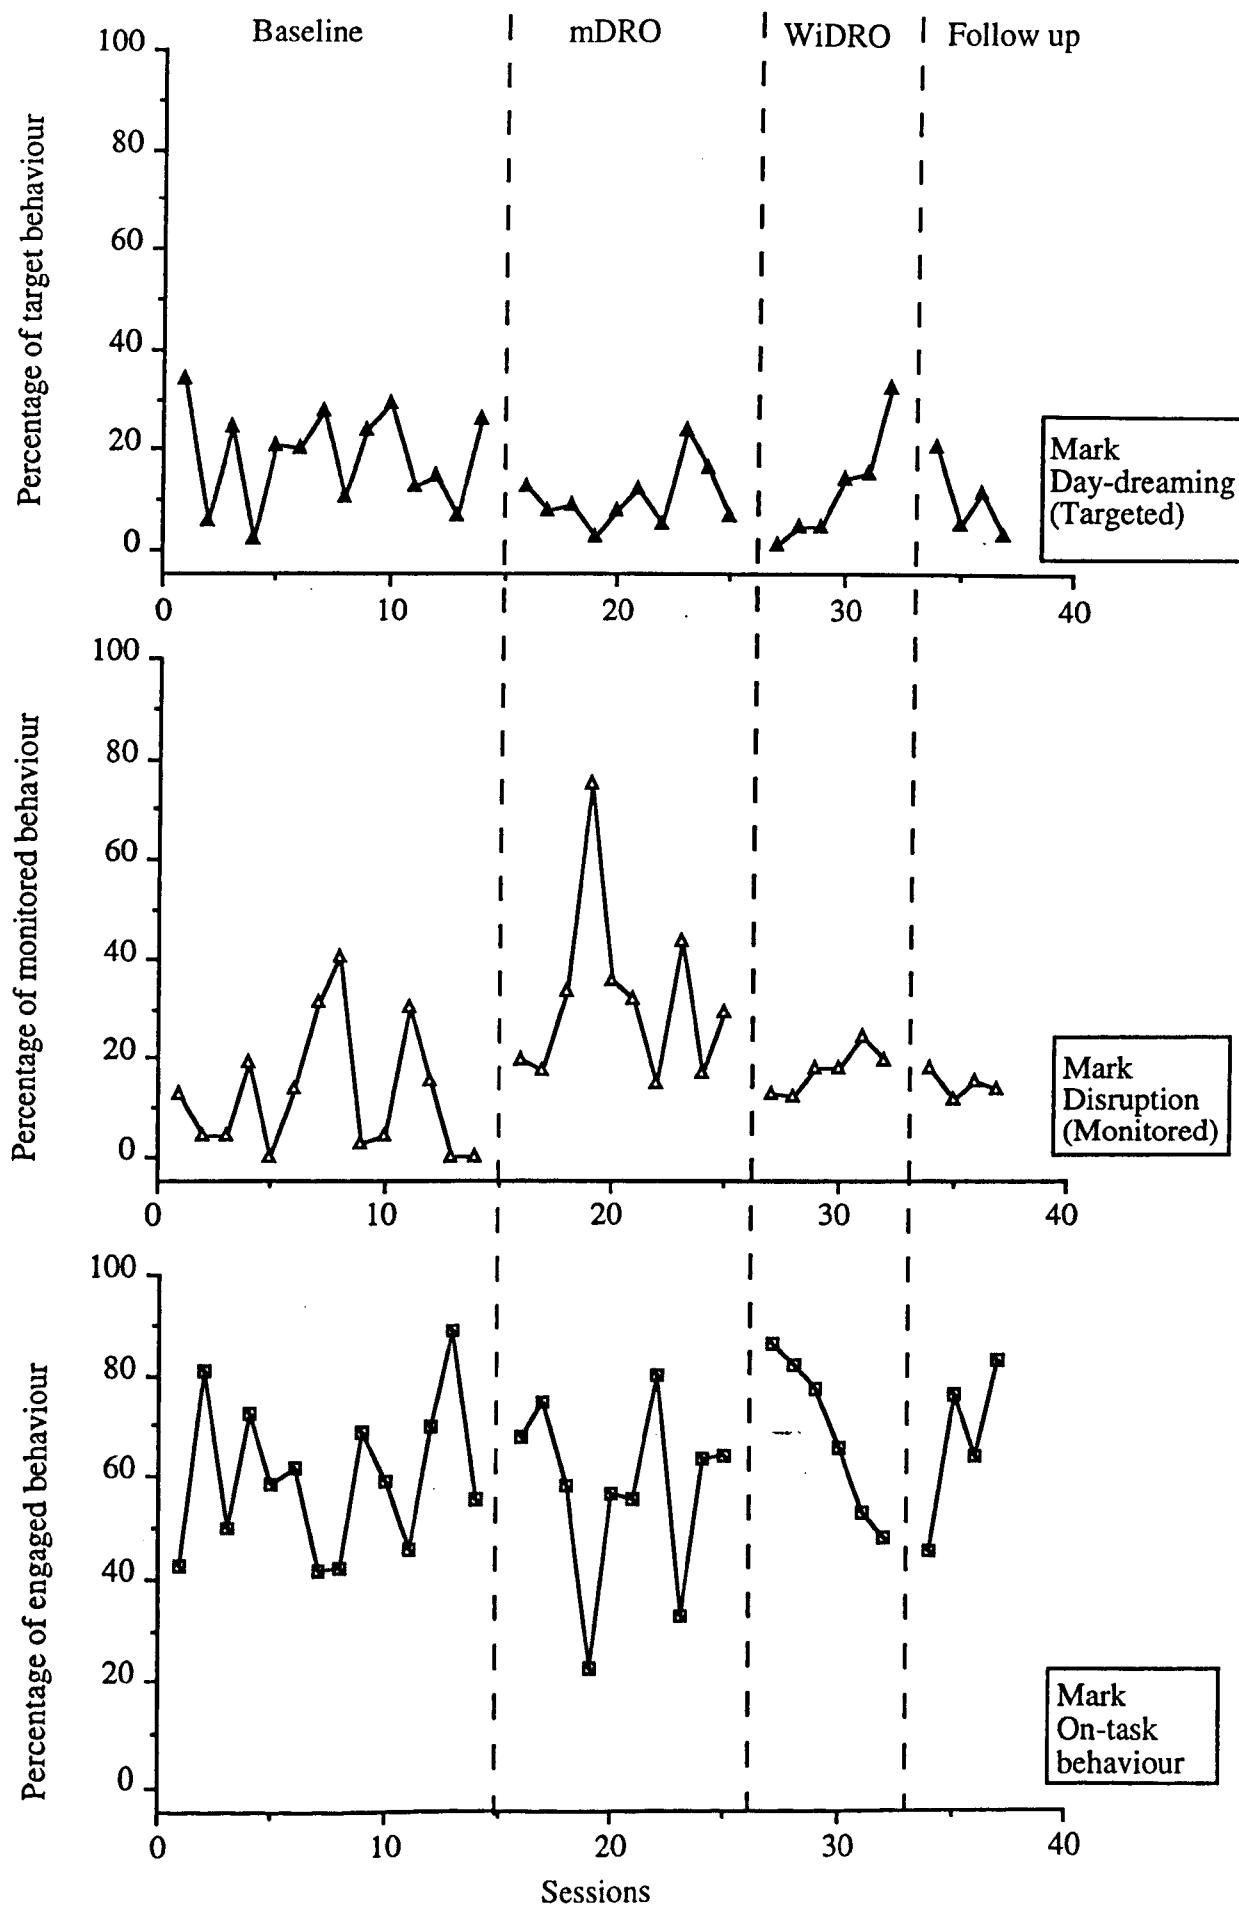 Baseline mDRO WiDRO Follow up
Percentage of target behaviour
100
80
60
40
20
0
0 10 20 30 40
Mark
Day-dreaming
(Targeted)
Percentage of monitored behaviour
100
80
60
40
20
0
0 10 20 30 40
Mark
Disruption
(Monitored)
Percentage of engaged behaviour
100
80
60
40
20
0
0 10 20 30 40
Mark
On-task
behaviour
Sessions